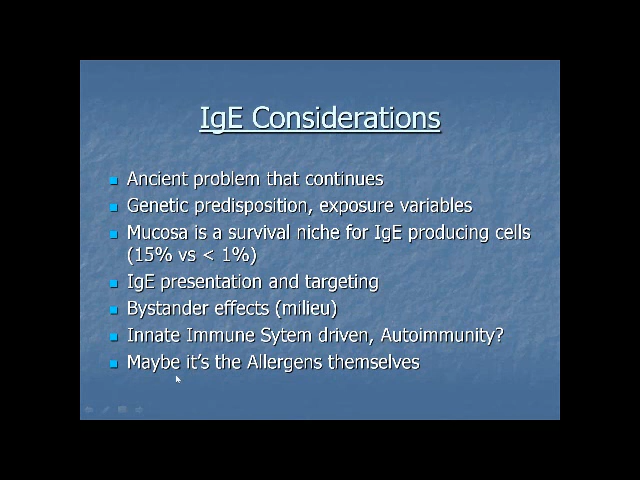 IgE Considerations
Ancient problem that continues
Genetic predisposition, exposure variables
Mucosa is a survival niche for IgE producing cells
(15% vs < 1%)
IgE presentation and targeting
Bystander effects (milieu)
Innate Immune Sytem driven, Autoimmunity?
Maybe it's the Allergens themselves